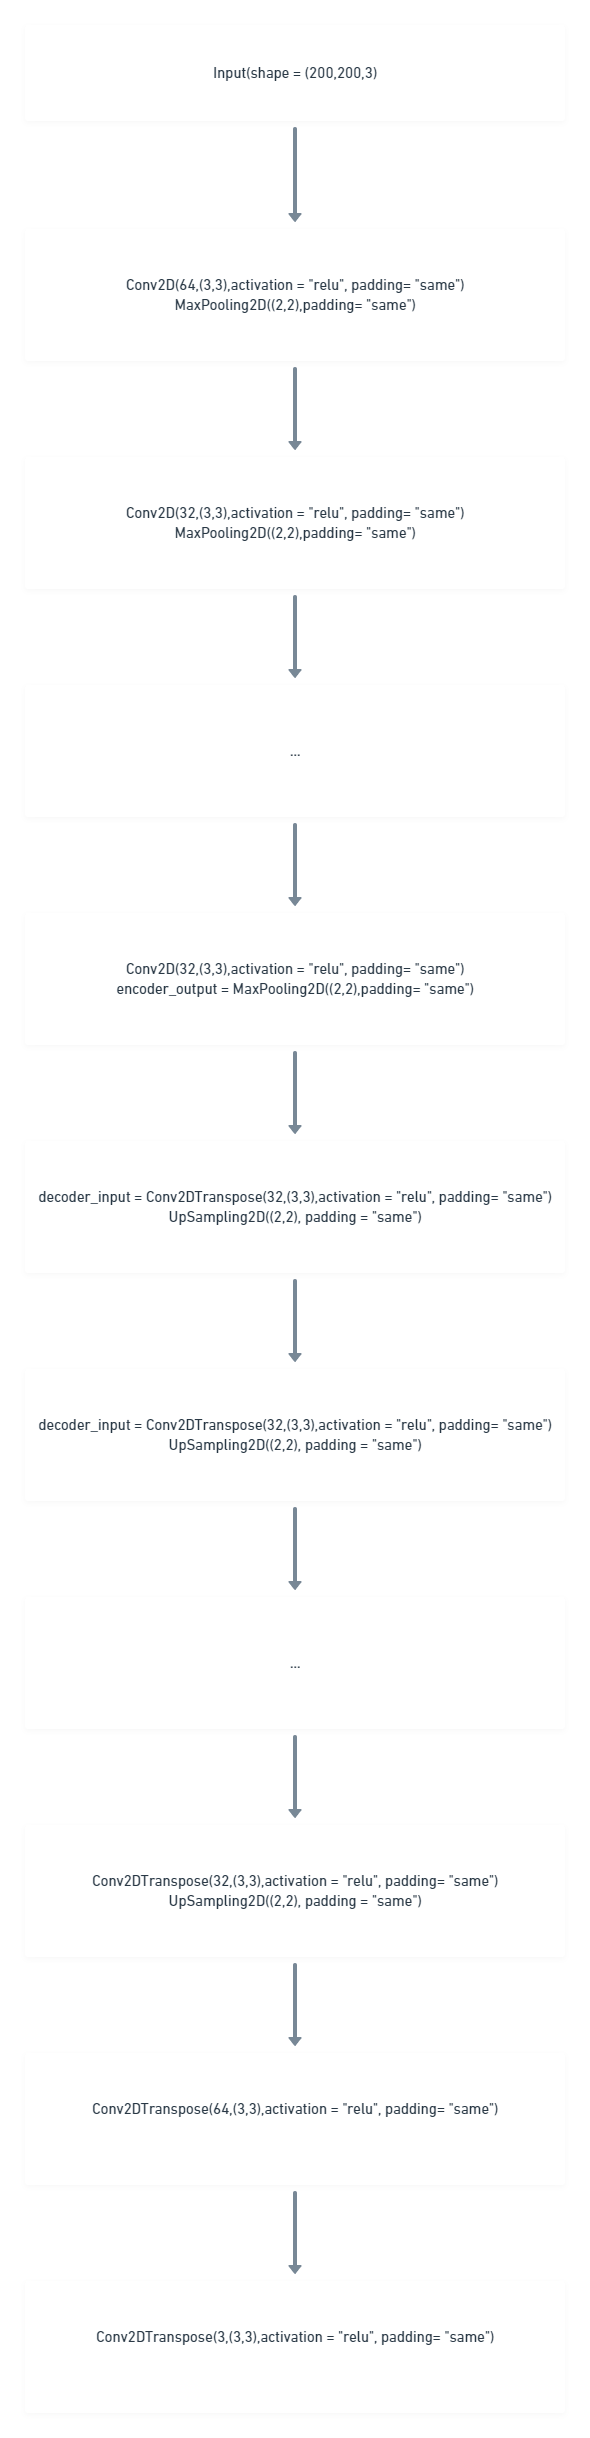 Input(shape = (200,200,3)
Conv2D(64,(3,3),activation = "relu", padding= "same")
MaxPooling2D((2,2),padding= "same")
Conv2D(32,(3,3),activation = "relu", padding= "same")
MaxPooling2D((2,2),padding= "same")
...
Conv2D(32,(3,3),activation = "relu", padding= "same")
encoder_output = MaxPooling2D((2,2),padding= "same")
decoder_input = Conv2DTranspose(32,(3,3),activation = "relu", padding= "same")
UpSampling2D((2,2), padding = "same")
decoder_input = Conv2DTranspose(32,(3,3),activation = "relu", padding= "same")
UpSampling2D((2,2), padding = "same")
...
Conv2DTranspose(32,(3,3),activation = "relu", padding= "same")
UpSampling2D((2,2), padding = "same")
Conv2DTranspose(64,(3,3),activation = "relu", padding= "same")
Conv2DTranspose(3,(3,3),activation = "relu", padding= "same")